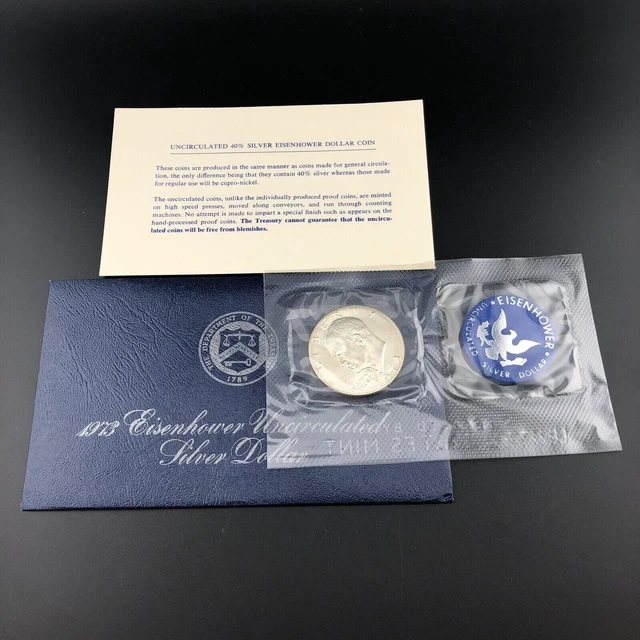 UNCIRCULATED 40% SILVER EISENHOWER DOLLAR COIN
These coins are produced in the same manner as coins made for general circula-
tion, the only difference being that they contain 40% silver whereas those made
for regular use will be cupro-nickel.
The uncirculated coins, unlike the individually produced proof coins, are minted
on high speed presses, moved along conveyors, and run through counting
machines. No attempt is made to impart a special finish such as appears on the
hand-processed proof coins. The Treasury cannot guarantee that the uncircu-
lated coins will be free from blemishes.
THE DEPARTMENT OF THE
1789
1973 Eisenhower Uncirculated
Silver Dollar
LIBERTY
EISENHOWER
UNCIRCULATED SILVER DOLLAR
MINT